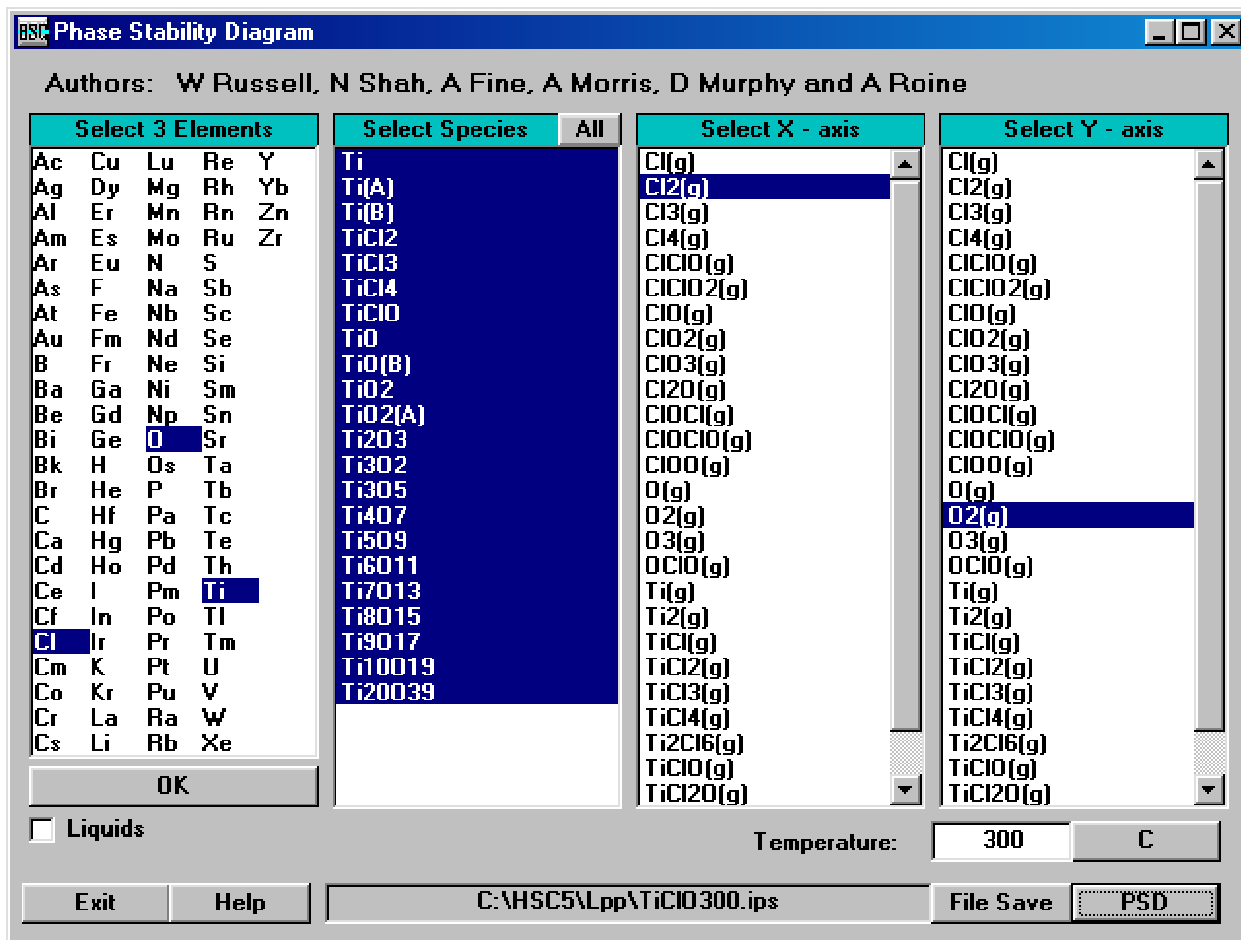 HSC Phase Stability Diagram
Authors: W Russell, N Shah, A Fine, A Morris, D Murphy and A Roine
Select 3 Elements
Ac Cu Lu Re Y
Ag Dy Mg Rh Yb
Al Er Mn Rn Zn
Am Es Mo Ru Zr
Ar Eu N S
As F Na Sb
At Fe Nb Sc
Au Fm Nd Se
B Fr Ne Si
Ba Ga Ni Sm
Be Gd Np Sn
Bi Ge O Sr
Bk H Os Ta
Br He P Tb
C Hf Pa Tc
Ca Hg Pb Te
Cd Ho Pd Th
Ce I Pm Ti
Cf In Po Tl
Cl Ir Pr Tm
Cm K Pt U
Co Kr Pu V
Cr La Ra W
Cs Li Rb Xe
OK
Liquids
Select Species All
Ti
Ti(A)
Ti(B)
TiCl2
TiCl3
TiCl4
TiClO
TiO
TiO(B)
TiO2
TiO2(A)
Ti2O3
Ti3O2
Ti3O5
Ti4O7
Ti5O9
Ti6O11
Ti7O13
Ti8O15
Ti9O17
Ti10O19
Ti20O39
Select X - axis
Cl(g)
Cl2(g)
Cl3(g)
Cl4(g)
ClClO(g)
ClClO2(g)
ClO(g)
ClO2(g)
ClO3(g)
Cl2O(g)
ClOCl(g)
ClOClO(g)
ClOO(g)
O(g)
O2(g)
O3(g)
OClO(g)
Ti(g)
Ti2(g)
TiCl(g)
TiCl2(g)
TiCl3(g)
TiCl4(g)
Ti2Cl6(g)
TiClO(g)
TiCl2O(g)
Select Y - axis
Cl(g)
Cl2(g)
Cl3(g)
Cl4(g)
ClClO(g)
ClClO2(g)
ClO(g)
ClO2(g)
ClO3(g)
Cl2O(g)
ClOCl(g)
ClOClO(g)
ClOO(g)
O(g)
O2(g)
O3(g)
OClO(g)
Ti(g)
Ti2(g)
TiCl(g)
TiCl2(g)
TiCl3(g)
TiCl4(g)
Ti2Cl6(g)
TiClO(g)
TiCl2O(g)
Temperature: 300 C
Exit Help C:\HSC5\Lpp\TiClO300.ips File Save PSD